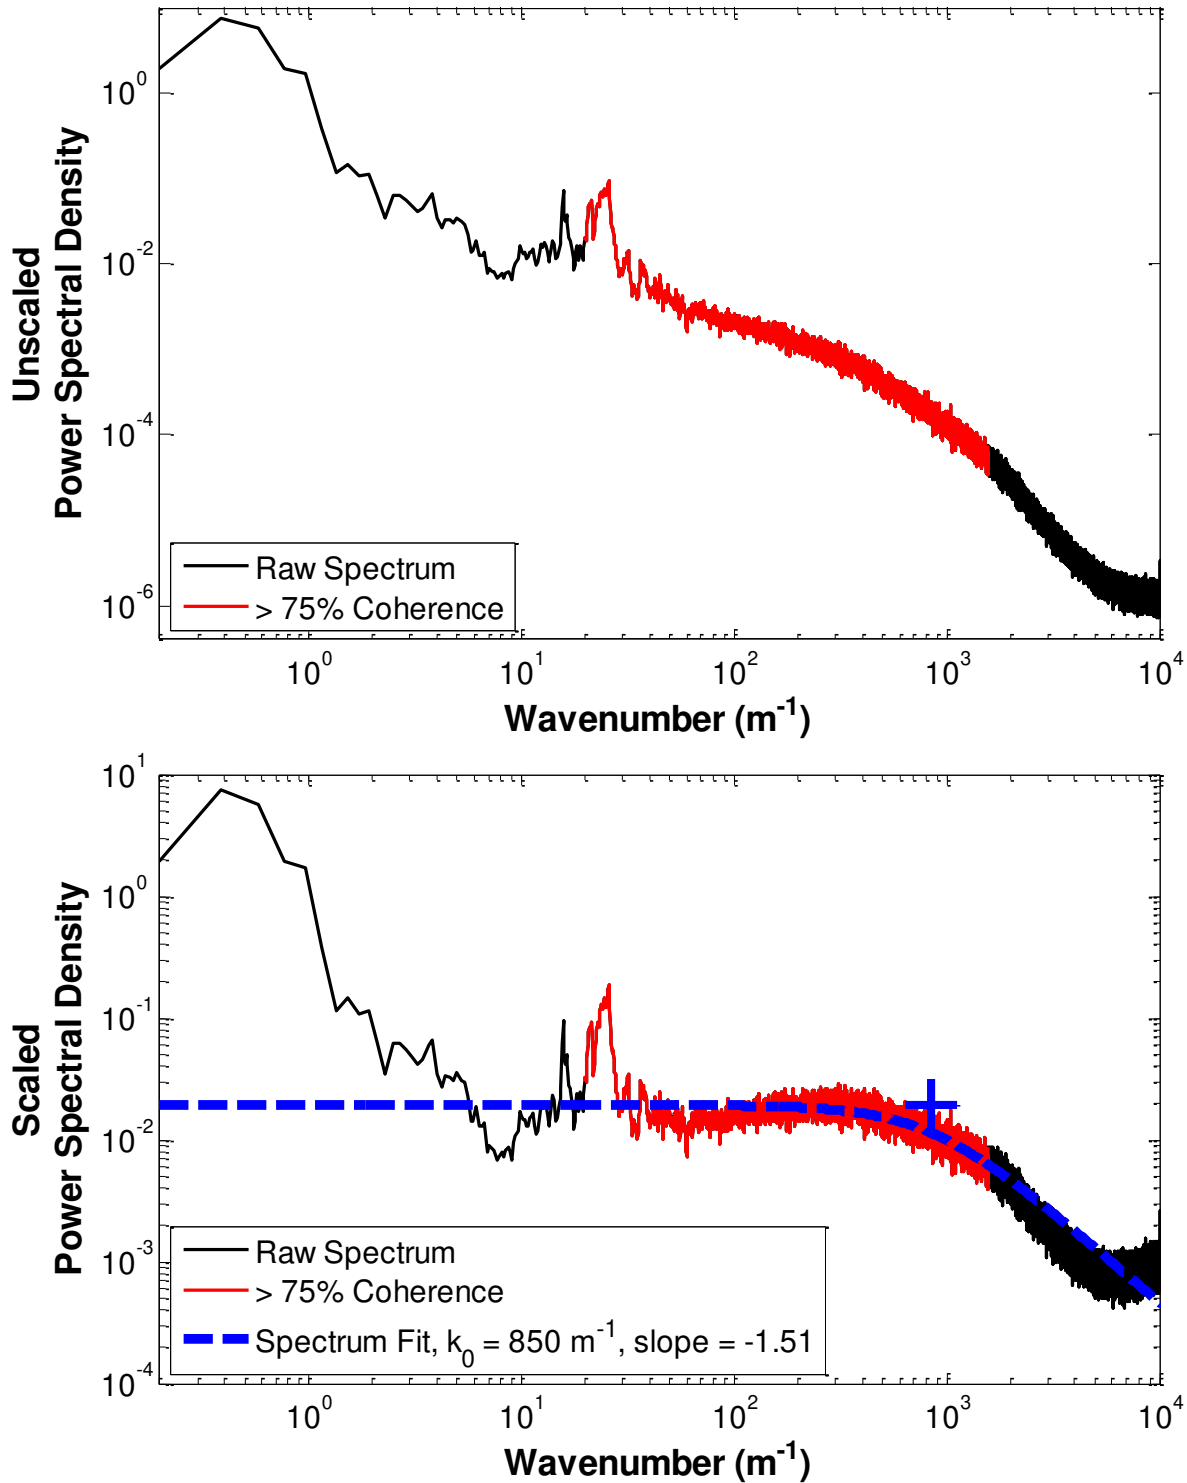 Unscaled
Power Spectral Density
10^0
10^-2
10^-4
10^-6
Raw Spectrum
> 75% Coherence
10^0 10^1 10^2 10^3 10^4
Wavenumber (m^-1)
Scaled
Power Spectral Density
10^1
10^0
10^-1
10^-2
10^-3
10^-4
Raw Spectrum
> 75% Coherence
Spectrum Fit, k_0 = 850 m^-1, slope = -1.51
10^0 10^1 10^2 10^3 10^4
Wavenumber (m^-1)